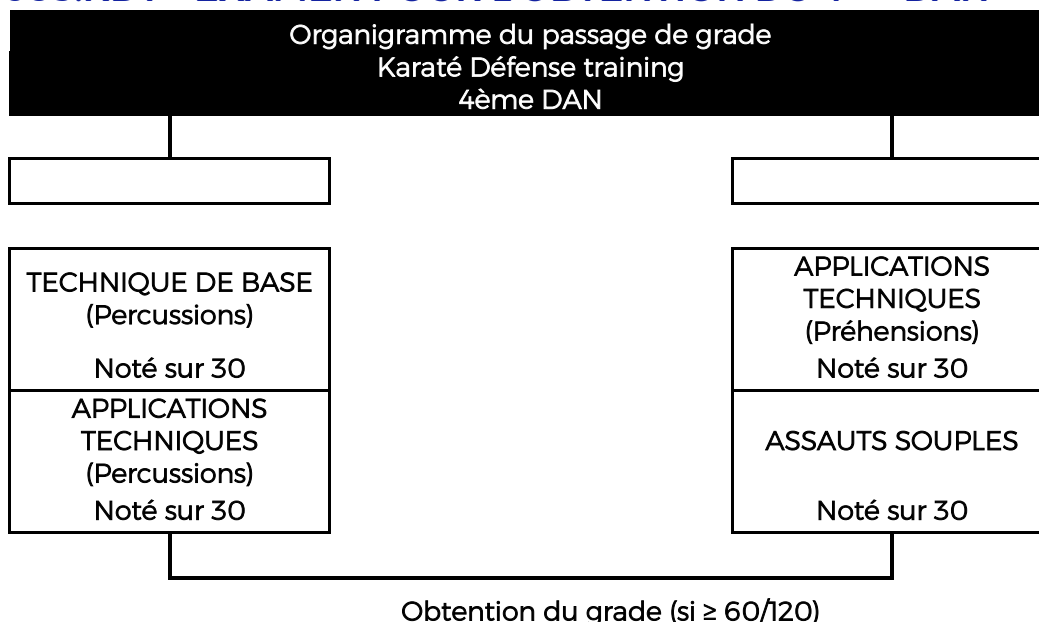 Organigramme du passage de grade
Karaté Défense training
4ème DAN
TECHNIQUE DE BASE
(Percussions)
Noté sur 30
APPLICATIONS
TECHNIQUES
(Percussions)
Noté sur 30
APPLICATIONS
TECHNIQUES
(Préhensions)
Noté sur 30
ASSAUTS SOUPLES
Noté sur 30
Obtention du grade (si ≥ 60/120)